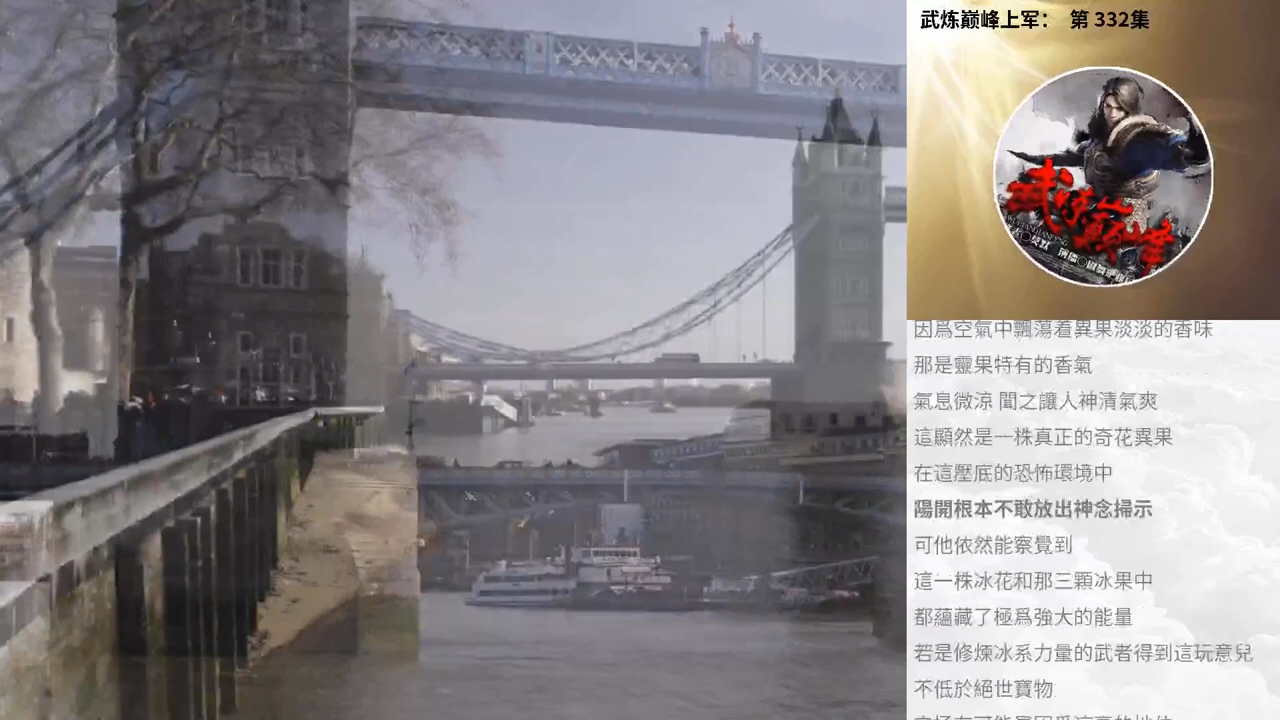 武炼巅峰上军： 第 332集
武炼巅峰
因爲空氣中飄蕩着異果淡淡的香味
那是靈果特有的香氣
氣息微涼 聞之讓人神清氣爽
這顯然是一株真正的奇花異果
在這壓底的恐怖環境中
陽開根本不敢放出神念掃示
可他依然能察覺到
這一株冰花和那三顆冰果中
都蘊藏了極爲強大的能量
若是修煉冰系力量的武者得到這玩意兒
不低於絕世寶物